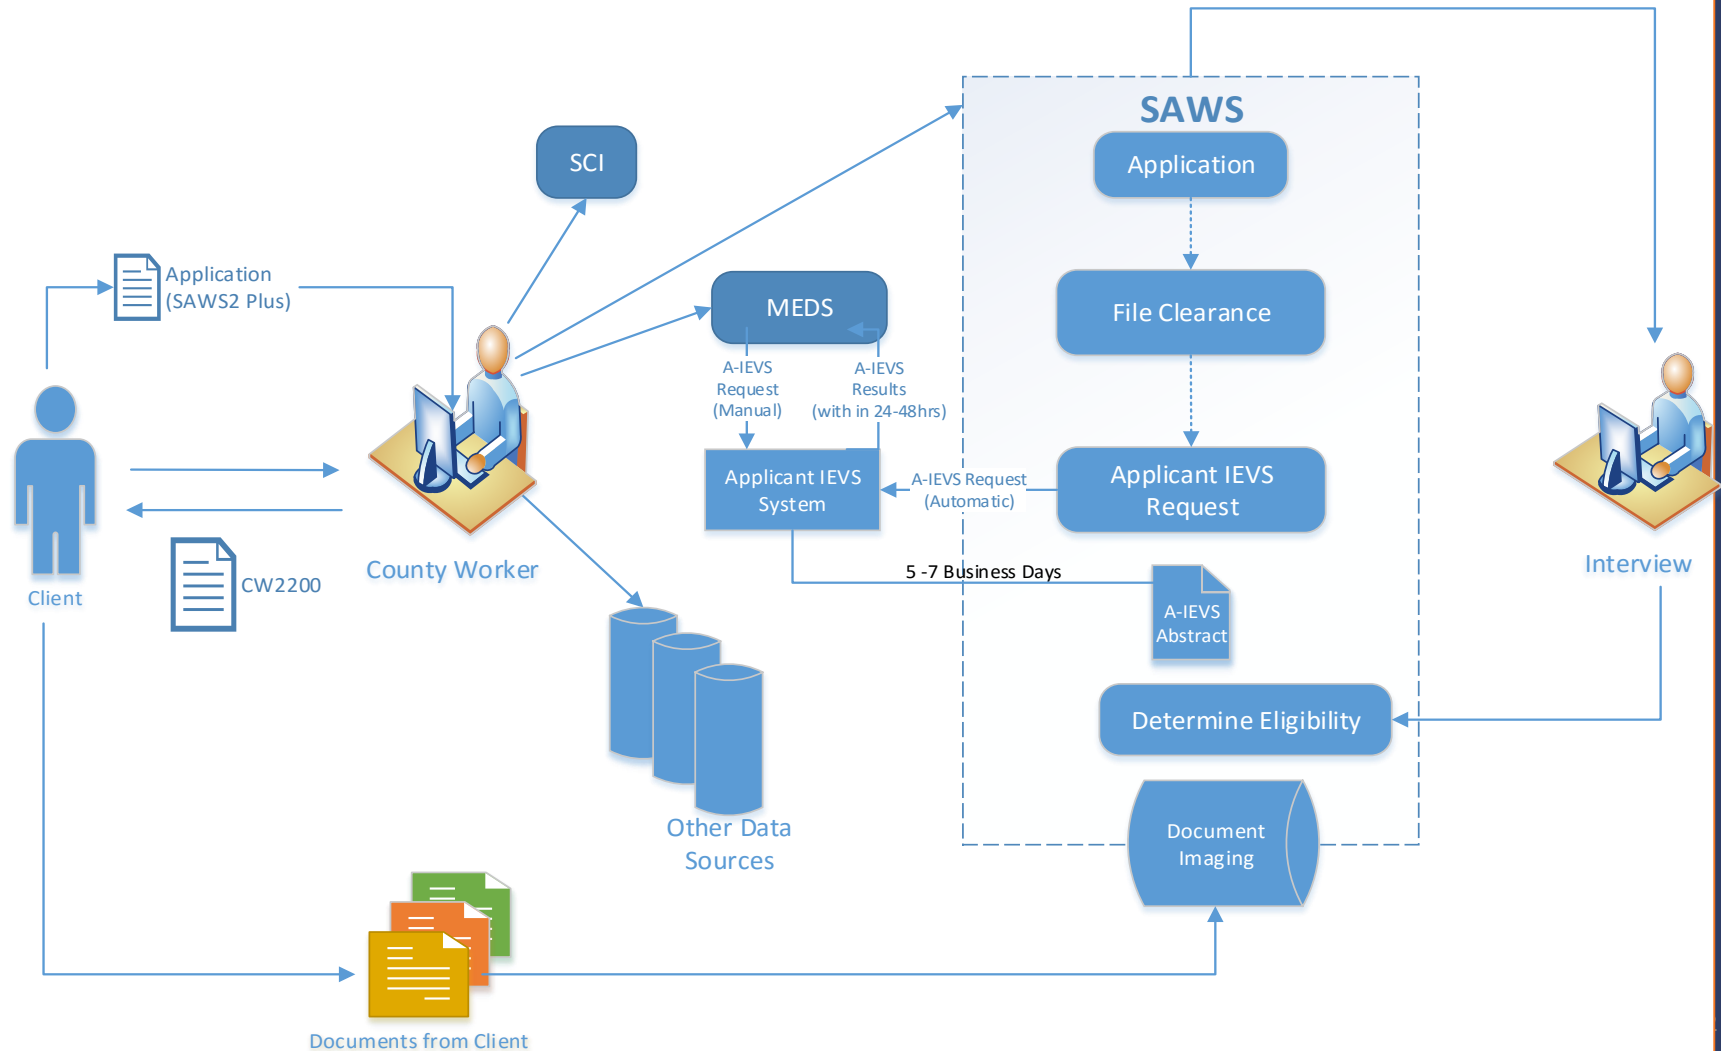 SAWS
Application
SCI
Application
(SAWS2 Plus)
MEDS
File Clearance
A-IEVS
Request
(Manual)
A-IEVS
Results
(with in 24-48hrs)
Applicant IEVS
System
A-IEVS Request
(Automatic)
Applicant IEVS
Request
County Worker
Interview
5 -7 Business Days
CW2200
Client
A-IEVS
Abstract
Determine Eligibility
Other Data
Sources
Document
Imaging
Documents from Client